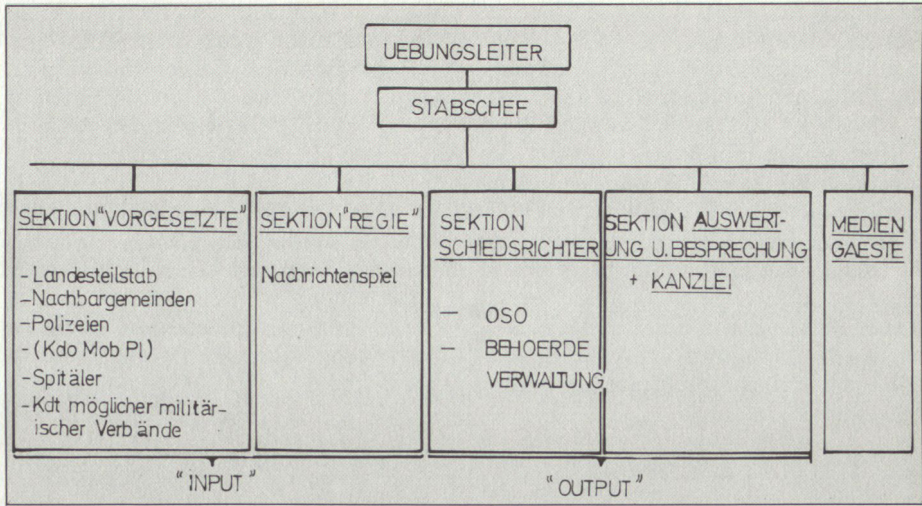 UEBUNGSLEITER
STABSCHEF
SEKTION "VORGESETZTE"
-Landesteilstab
-Nachbargemeinden
-Polizeien
-(Kdo Mob Pl)
-Spitäler
-Kdt möglicher militär-
ischer Verbände
SEKTION "REGIE"
Nachrichtenspiel
SEKTION
SCHIEDSRICHTER
- OSO
- BEHOERDE
VERWALTUNG
SEKTION AUSWERT-
UNG U. BESPRECHUNG
+ KANZLEI
MEDIEN
GAESTE
"INPUT"
"OUTPUT"